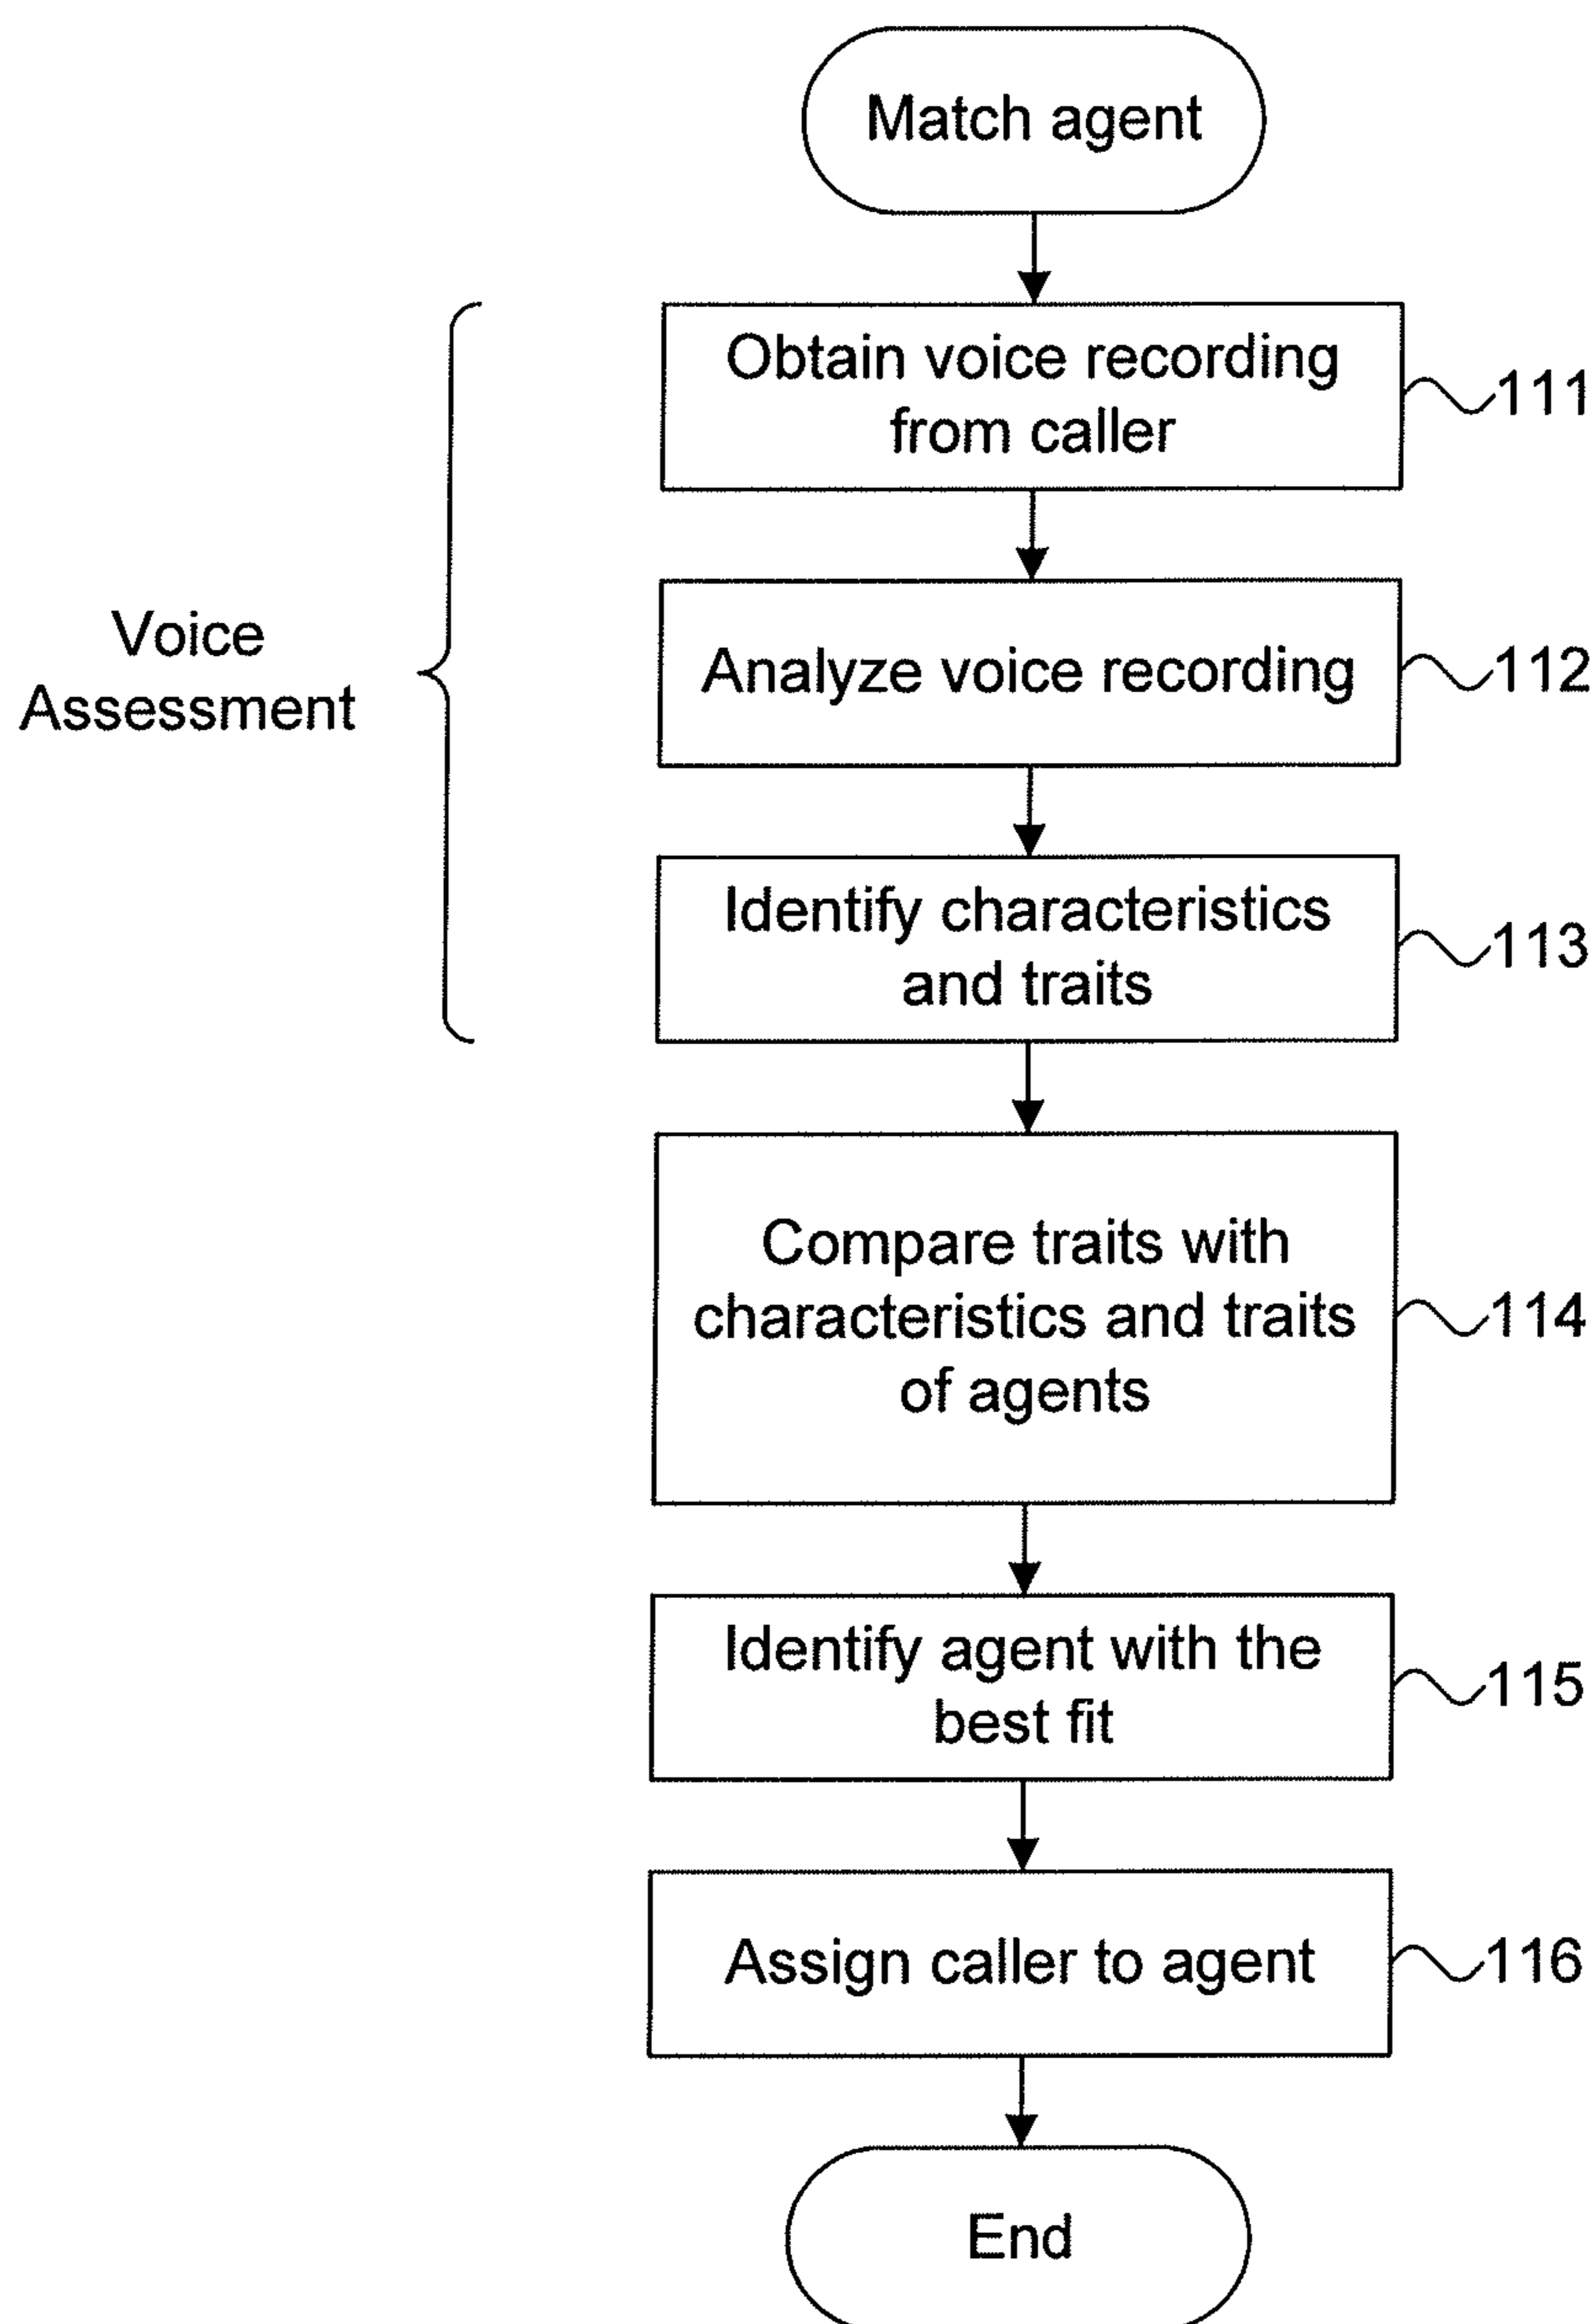 Match agent
Obtain voice recording
from caller
111
Voice
Assessment
Analyze voice recording
112
Identify characteristics
and traits
113
Compare traits with
characteristics and traits
of agents
114
Identify agent with the
best fit
115
Assign caller to agent
116
End